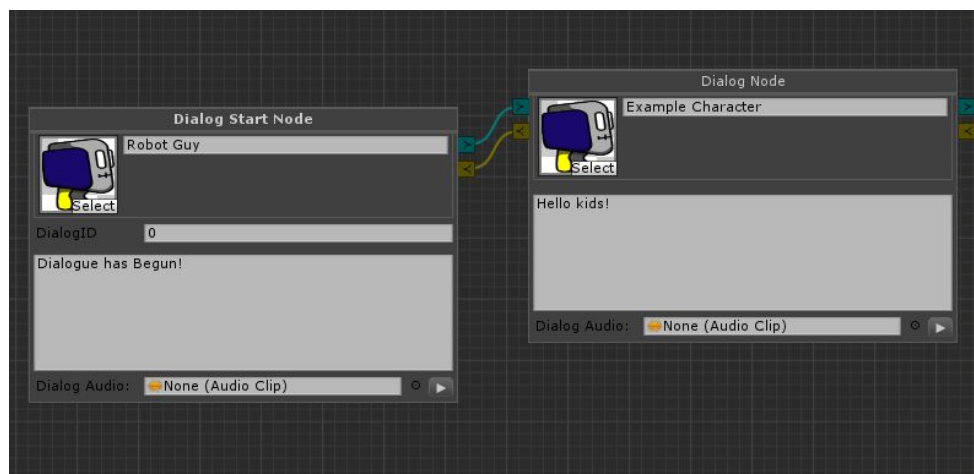 Dialog Start Node
Robot Guy
Select
DialogID 0
Dialogue has Begun!
Dialog Audio: None (Audio Clip)
Dialog Node
Example Character
Select
Hello kids!
Dialog Audio: None (Audio Clip)